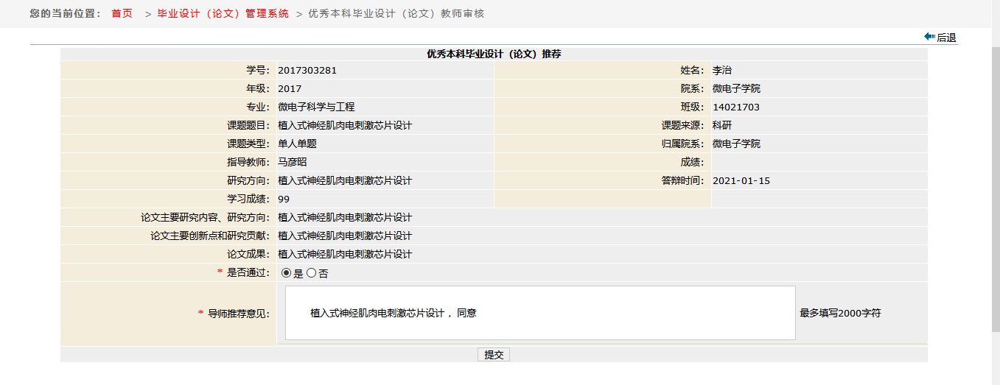 您的当前位置： 首页 > 毕业设计（论文）管理系统 > 优秀本科毕业设计（论文）教师审核
后退
优秀本科毕业设计（论文）推荐
学号： 2017303281 姓名： 李治
年级： 2017 院系： 微电子学院
专业： 微电子科学与工程 班级： 14021703
课题题目： 植入式神经肌肉电刺激芯片设计 课题来源： 科研
课题类型： 单人单题 归属院系： 微电子学院
指导教师： 马彦昭 成绩：
研究方向： 植入式神经肌肉电刺激芯片设计 答辩时间： 2021-01-15
学习成绩： 99
论文主要研究内容、研究方向： 植入式神经肌肉电刺激芯片设计
论文主要创新点和研究贡献： 植入式神经肌肉电刺激芯片设计
论文成果： 植入式神经肌肉电刺激芯片设计
* 是否通过： 是 否
* 导师推荐意见： 植入式神经肌肉电刺激芯片设计 ，同意 最多填写2000字符
提交